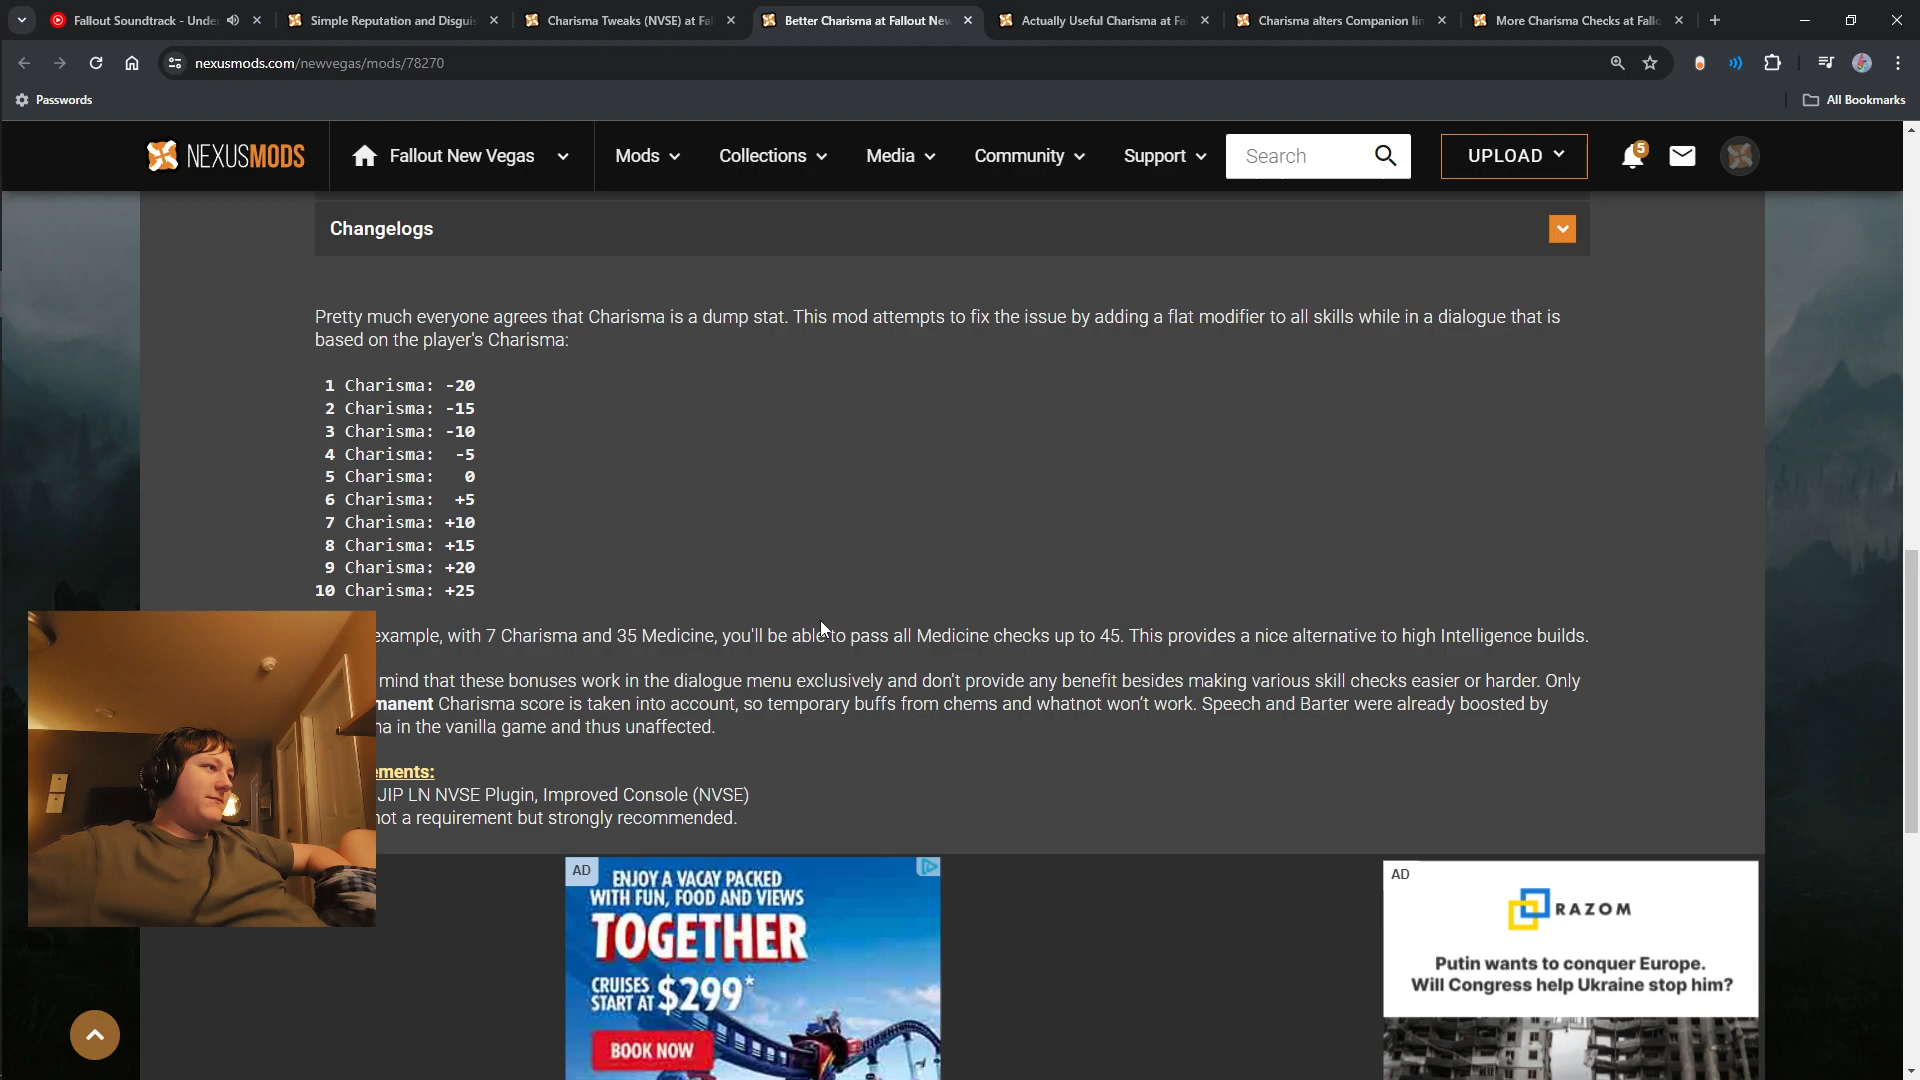 Fallout Soundtrack - Unde
Simple Reputation and Disguis
Charisma Tweaks (NVSE) at Fal
Better Charisma at Fallout New
Actually Useful Charisma at Fa
Charisma alters Companion lin
More Charisma Checks at Fallo
nexusmods.com/newvegas/mods/78270
Passwords
All Bookmarks
NEXUSMODS
Fallout New Vegas
Mods
Collections
Media
Community
Support
Search
UPLOAD
5
Changelogs
Pretty much everyone agrees that Charisma is a dump stat. This mod attempts to fix the issue by adding a flat modifier to all skills while in a dialogue that is
based on the player's Charisma:
1 Charisma: -20
2 Charisma: -15
3 Charisma: -10
4 Charisma: -5
5 Charisma: 0
6 Charisma: +5
7 Charisma: +10
8 Charisma: +15
9 Charisma: +20
10 Charisma: +25
example, with 7 Charisma and 35 Medicine, you'll be able to pass all Medicine checks up to 45. This provides a nice alternative to high Intelligence builds.
mind that these bonuses work in the dialogue menu exclusively and don't provide any benefit besides making various skill checks easier or harder. Only
manent Charisma score is taken into account, so temporary buffs from chems and whatnot won't work. Speech and Barter were already boosted by
na in the vanilla game and thus unaffected.
ements:
JIP LN NVSE Plugin, Improved Console (NVSE)
not a requirement but strongly recommended.
AD
ENJOY A VACAY PACKED
WITH FUN, FOOD AND VIEWS
TOGETHER
CRUISES
START AT $299*
BOOK NOW
AD
RAZOM
Putin wants to conquer Europe.
Will Congress help Ukraine stop him?